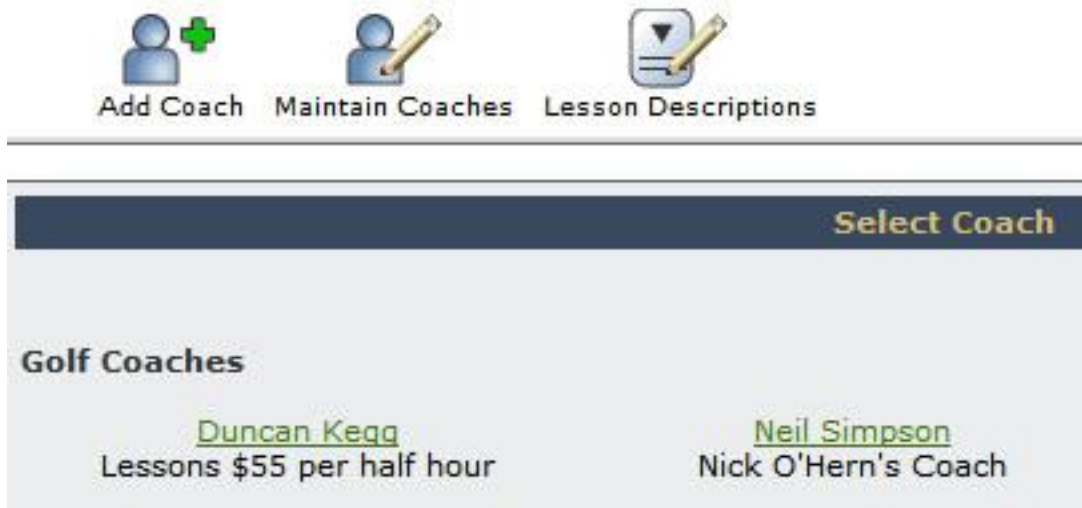 Add Coach Maintain Coaches Lesson Descriptions
Select Coach
Golf Coaches
Duncan Kegg Neil Simpson
Lessons $55 per half hour Nick O'Hern's Coach